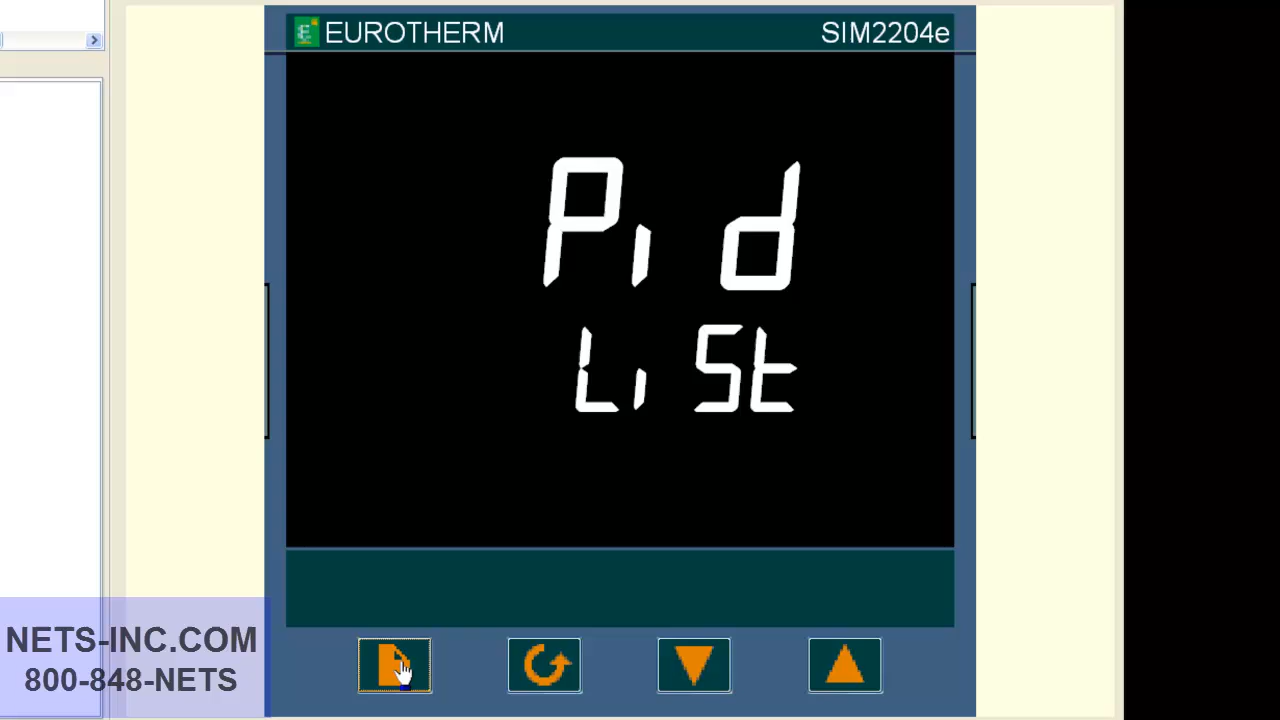 EUROTHERM SIM2204e
Pid
LiSt
NETS-INC.COM
800-848-NETS